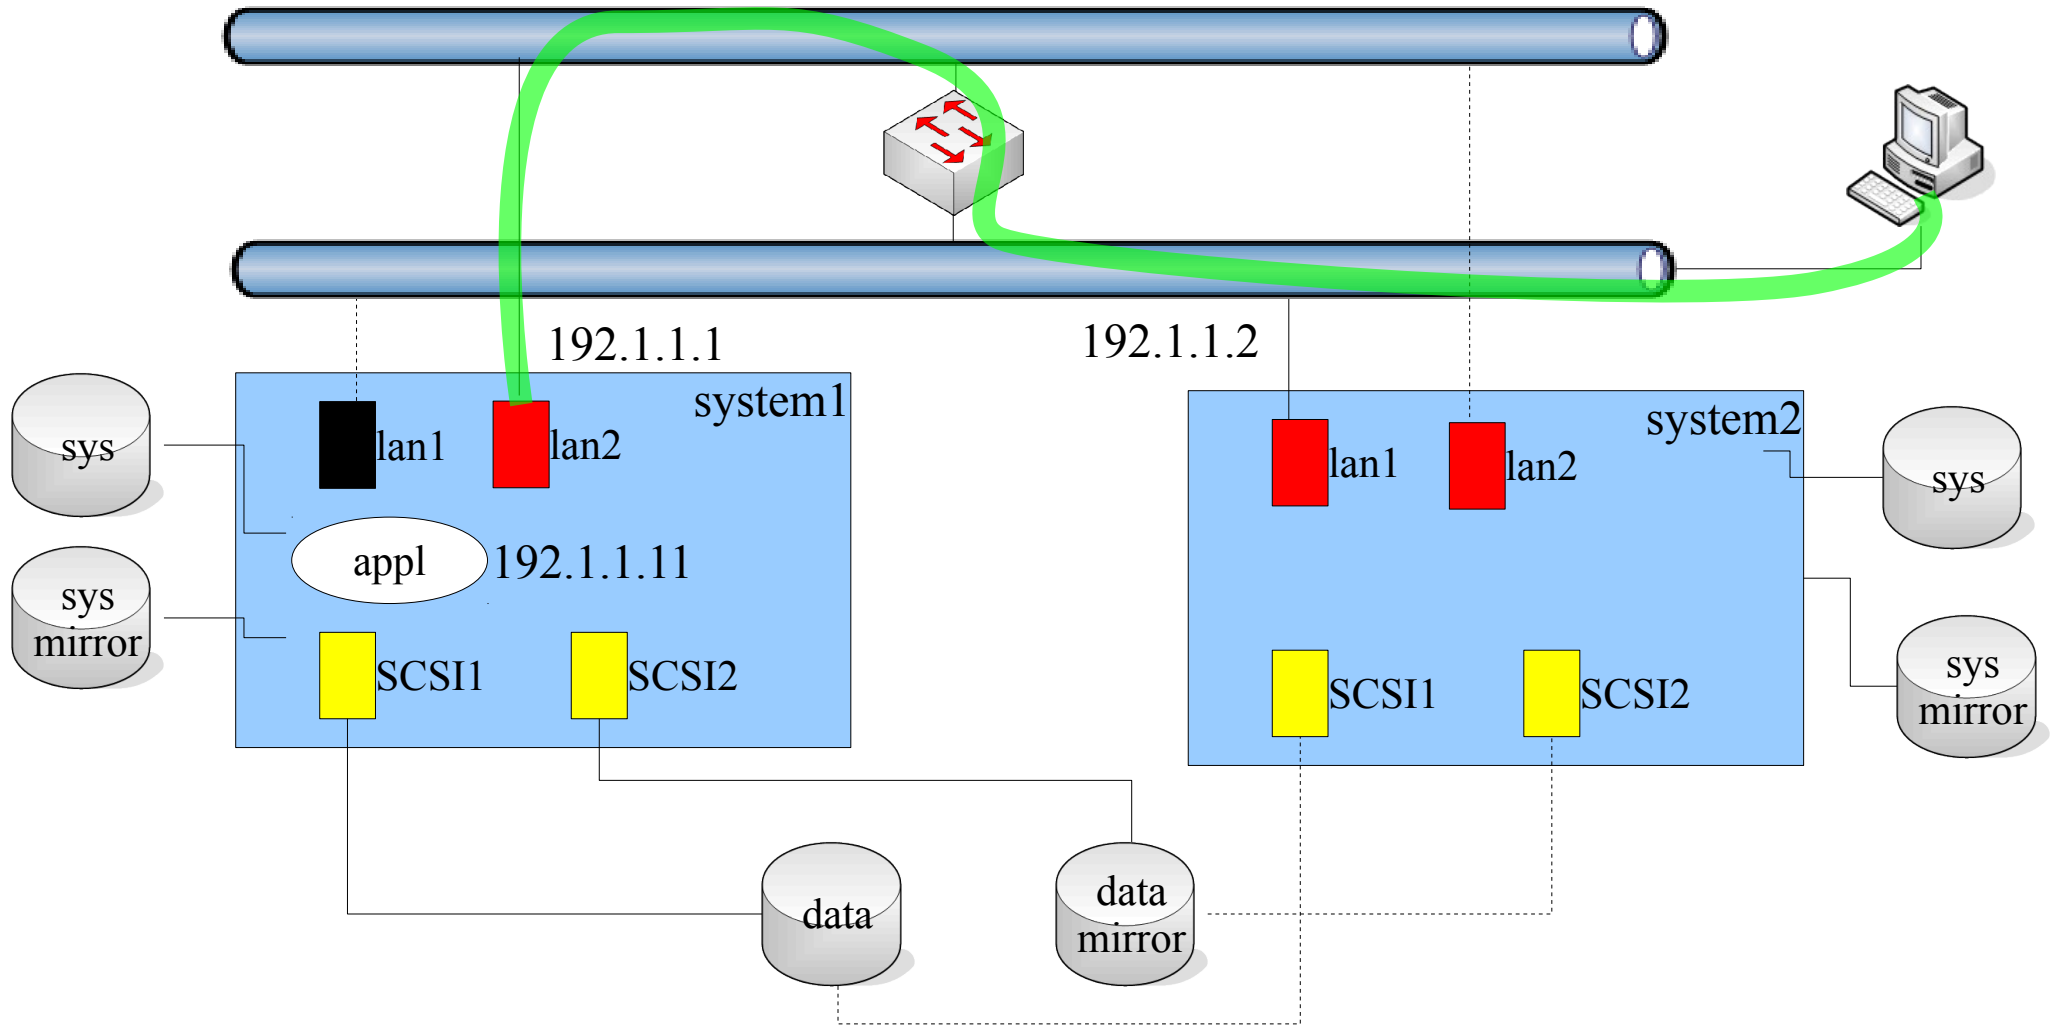 192.1.1.1
192.1.1.2
system1
system2
sys
lan1
lan2
lan1
lan2
sys
appl
192.1.1.11
sys
mirror
SCSI1
SCSI2
SCSI1
SCSI2
sys
mirror
data
data
mirror